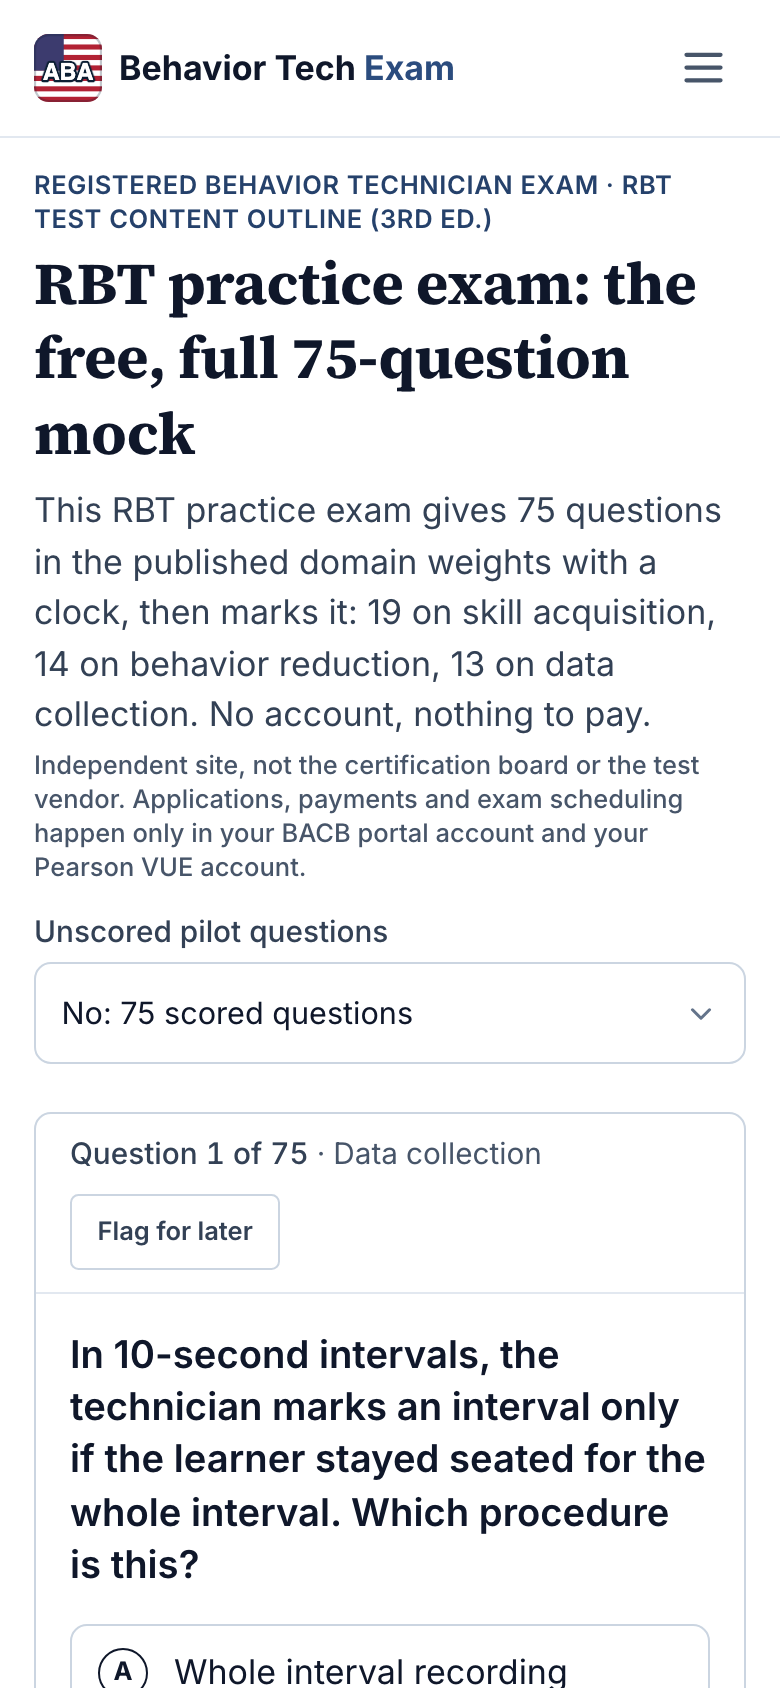 ABA Behavior Tech Exam
REGISTERED BEHAVIOR TECHNICIAN EXAM · RBT
TEST CONTENT OUTLINE (3RD ED.)
RBT practice exam: the
free, full 75-question
mock
This RBT practice exam gives 75 questions
in the published domain weights with a
clock, then marks it: 19 on skill acquisition,
14 on behavior reduction, 13 on data
collection. No account, nothing to pay.
Independent site, not the certification board or the test
vendor. Applications, payments and exam scheduling
happen only in your BACB portal account and your
Pearson VUE account.
Unscored pilot questions
No: 75 scored questions
Question 1 of 75 · Data collection
Flag for later
In 10-second intervals, the
technician marks an interval only
if the learner stayed seated for the
whole interval. Which procedure
is this?
A Whole interval recording